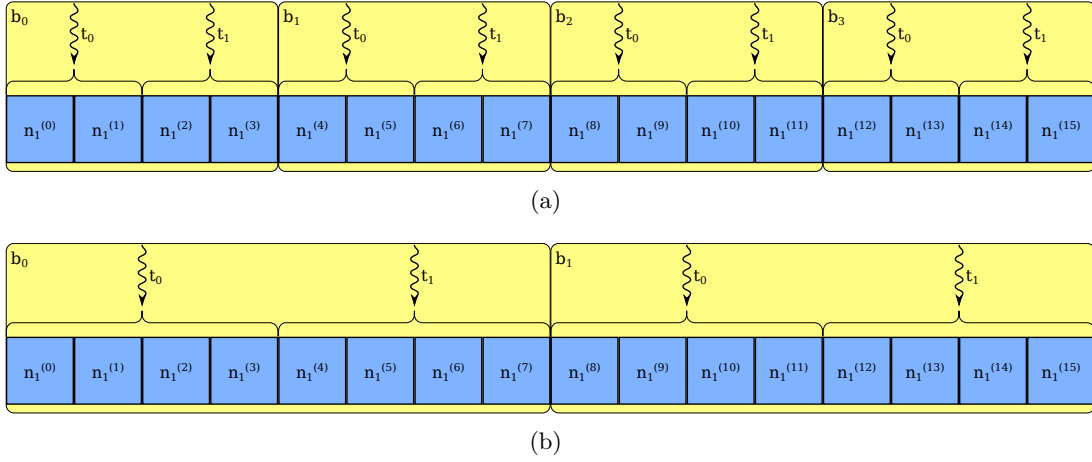 b₀ b₁ b₂ b₃
t₀ t₁ t₀ t₁ t₀ t₁ t₀ t₁
n₁⁽⁰⁾ n₁⁽¹⁾ n₁⁽²⁾ n₁⁽³⁾ n₁⁽⁴⁾ n₁⁽⁵⁾ n₁⁽⁶⁾ n₁⁽⁷⁾ n₁⁽⁸⁾ n₁⁽⁹⁾ n₁⁽¹⁰⁾ n₁⁽¹¹⁾ n₁⁽¹²⁾ n₁⁽¹³⁾ n₁⁽¹⁴⁾ n₁⁽¹⁵⁾
(a)
b₀ b₁
t₀ t₁ t₀ t₁
n₁⁽⁰⁾ n₁⁽¹⁾ n₁⁽²⁾ n₁⁽³⁾ n₁⁽⁴⁾ n₁⁽⁵⁾ n₁⁽⁶⁾ n₁⁽⁷⁾ n₁⁽⁸⁾ n₁⁽⁹⁾ n₁⁽¹⁰⁾ n₁⁽¹¹⁾ n₁⁽¹²⁾ n₁⁽¹³⁾ n₁⁽¹⁴⁾ n₁⁽¹⁵⁾
(b)